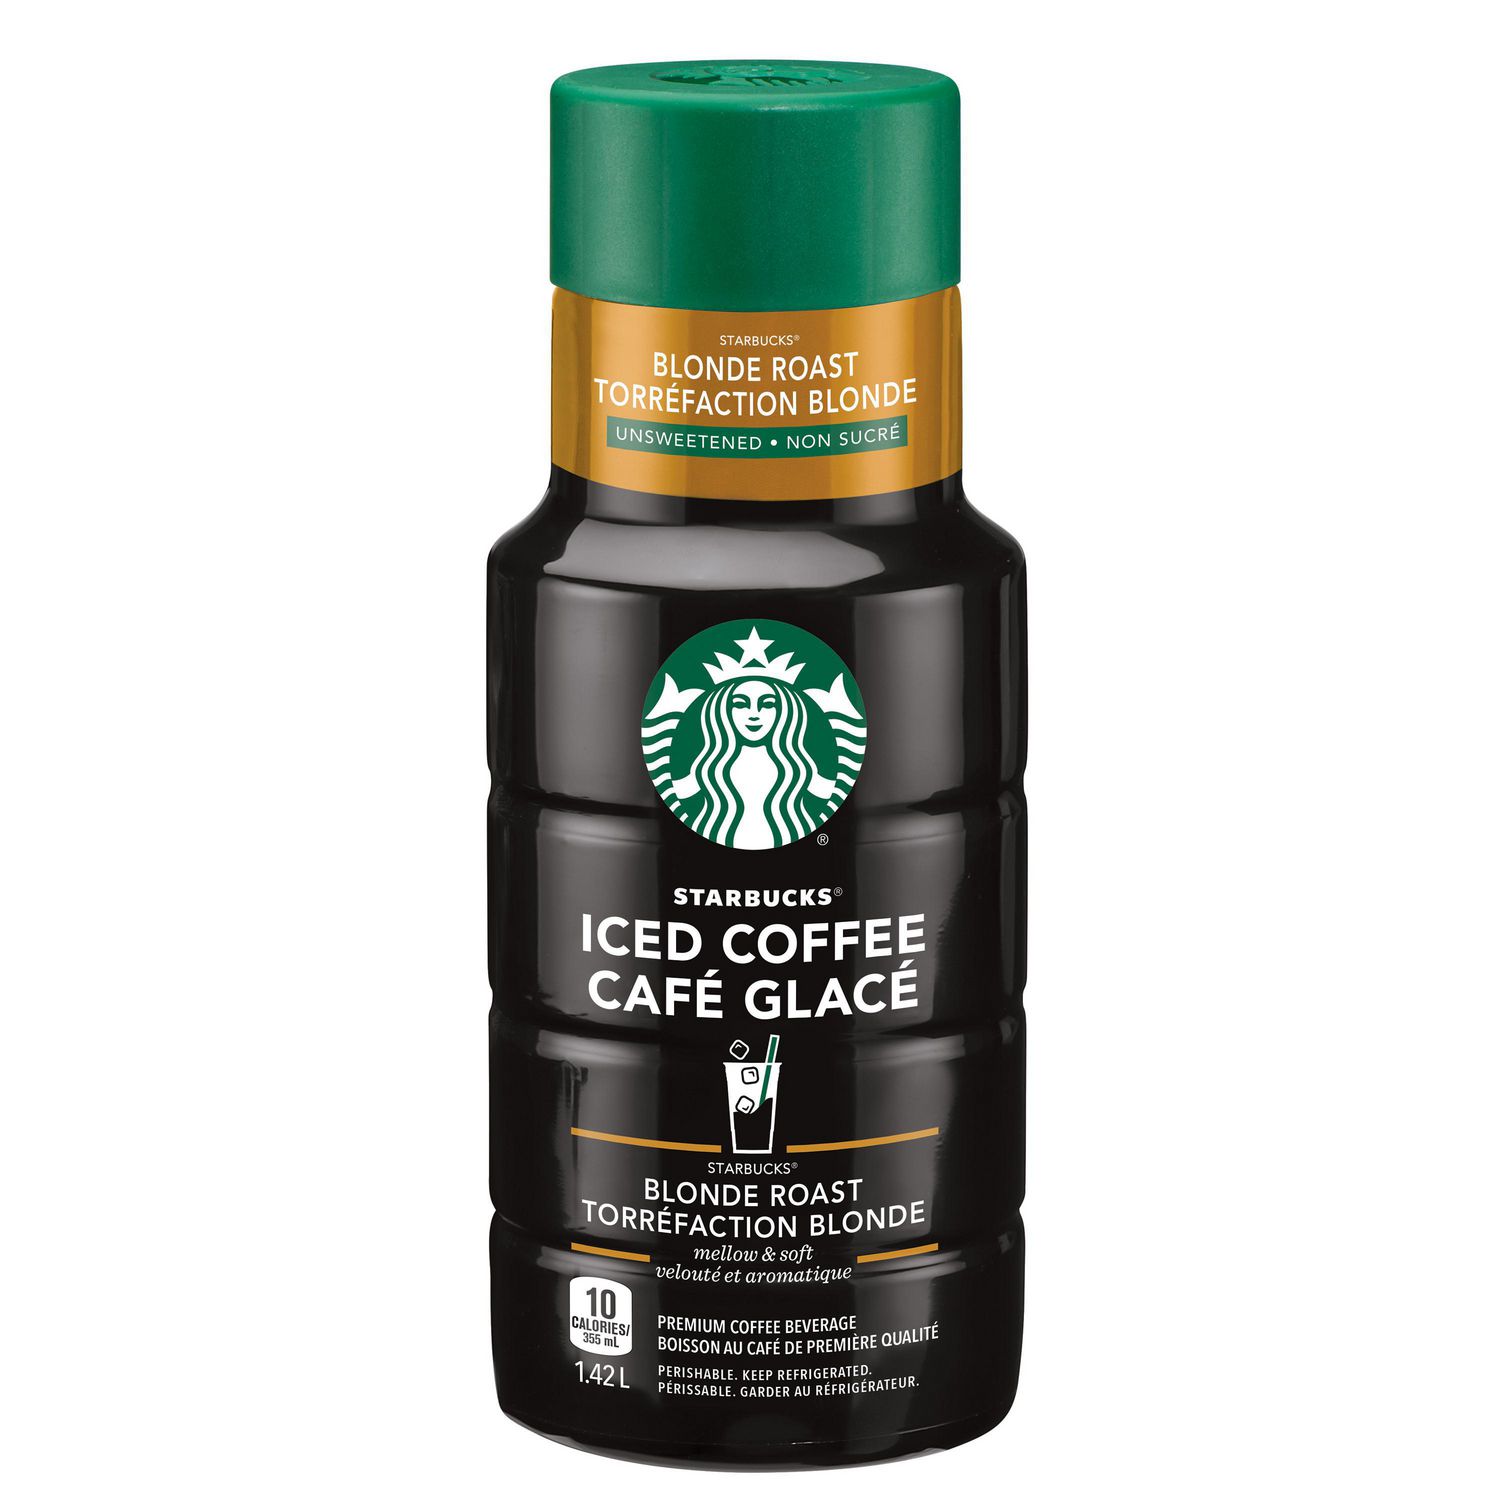 STARBUCKS®
BLONDE ROAST
TORRÉFACTION BLONDE
UNSWEETENED • NON SUCRÉ
®
STARBUCKS®
ICED COFFEE
CAFÉ GLACÉ
STARBUCKS®
BLONDE ROAST
TORRÉFACTION BLONDE
mellow & soft
velouté et aromatique
10
CALORIES/
355 mL
1.42 L
PREMIUM COFFEE BEVERAGE
BOISSON AU CAFÉ DE PREMIÈRE QUALITÉ
PERISHABLE. KEEP REFRIGERATED.
PÉRISSABLE. GARDER AU RÉFRIGÉRATEUR.